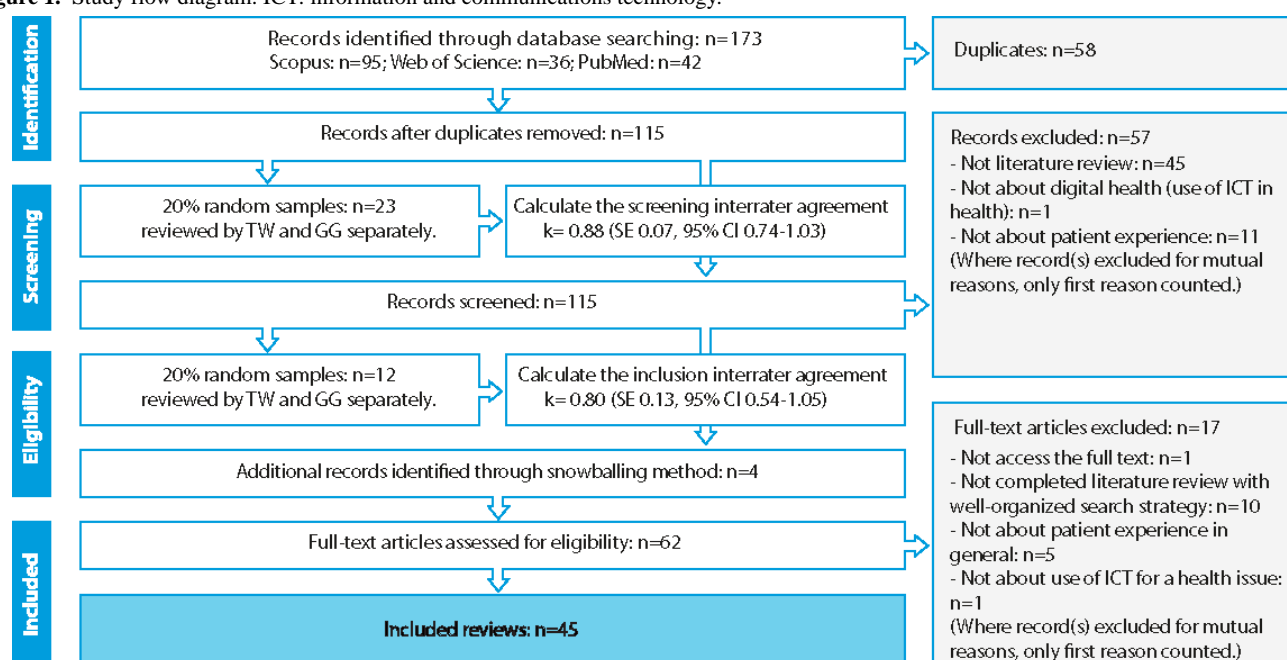 gure 1. Study flow diagram. ICT: information and communications technology.
Identification
Records identified through database searching: n=173
Scopus: n=95; Web of Science: n=36; PubMed: n=42
Duplicates: n=58
Records after duplicates removed: n=115
Records excluded: n=57
- Not literature review: n=45
- Not about digital health (use of ICT in
health): n=1
- Not about patient experience: n=11
(Where record(s) excluded for mutual
reasons, only first reason counted.)
Screening
20% random samples: n=23
reviewed by TW and GG separately.
Calculate the screening interrater agreement
k= 0.88 (SE 0.07, 95% CI 0.74-1.03)
Records screened: n=115
Eligibility
20% random samples: n=12
reviewed by TW and GG separately.
Calculate the inclusion interrater agreement
k= 0.80 (SE 0.13, 95% CI 0.54-1.05)
Additional records identified through snowballing method: n=4
Full-text articles excluded: n=17
- Not access the full text: n=1
- Not completed literature review with
well-organized search strategy: n=10
- Not about patient experience in
general: n=5
- Not about use of ICT for a health issue:
n=1
(Where record(s) excluded for mutual
reasons, only first reason counted.)
Included
Full-text articles assessed for eligibility: n=62
Included reviews: n=45